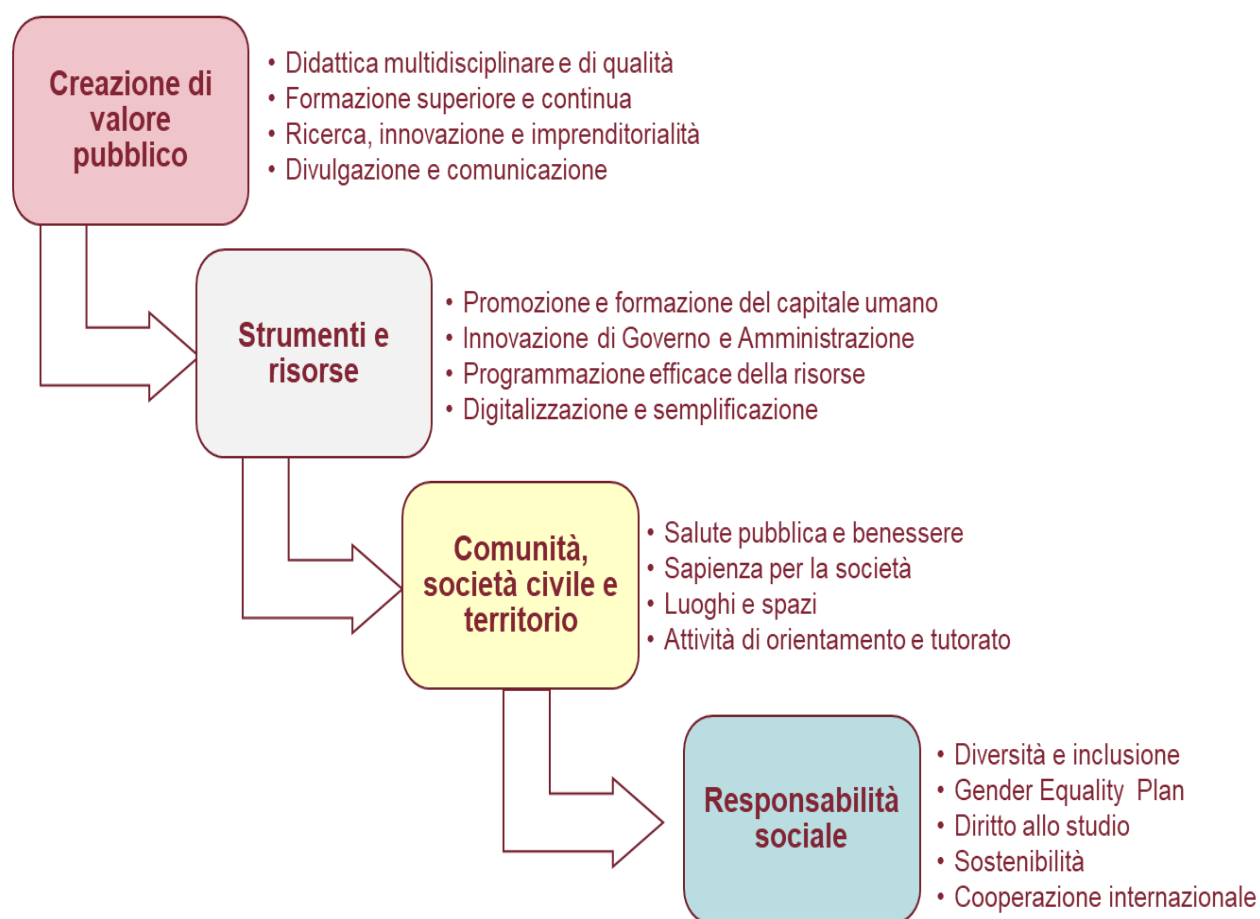 Creazione di
valore
pubblico
• Didattica multidisciplinare e di qualità
• Formazione superiore e continua
• Ricerca, innovazione e imprenditorialità
• Divulgazione e comunicazione
Strumenti e
risorse
• Promozione e formazione del capitale umano
• Innovazione di Governo e Amministrazione
• Programmazione efficace della risorse
• Digitalizzazione e semplificazione
Comunità,
società civile e
territorio
• Salute pubblica e benessere
• Sapienza per la società
• Luoghi e spazi
• Attività di orientamento e tutorato
Responsabilità
sociale
• Diversità e inclusione
• Gender Equality Plan
• Diritto allo studio
• Sostenibilità
• Cooperazione internazionale